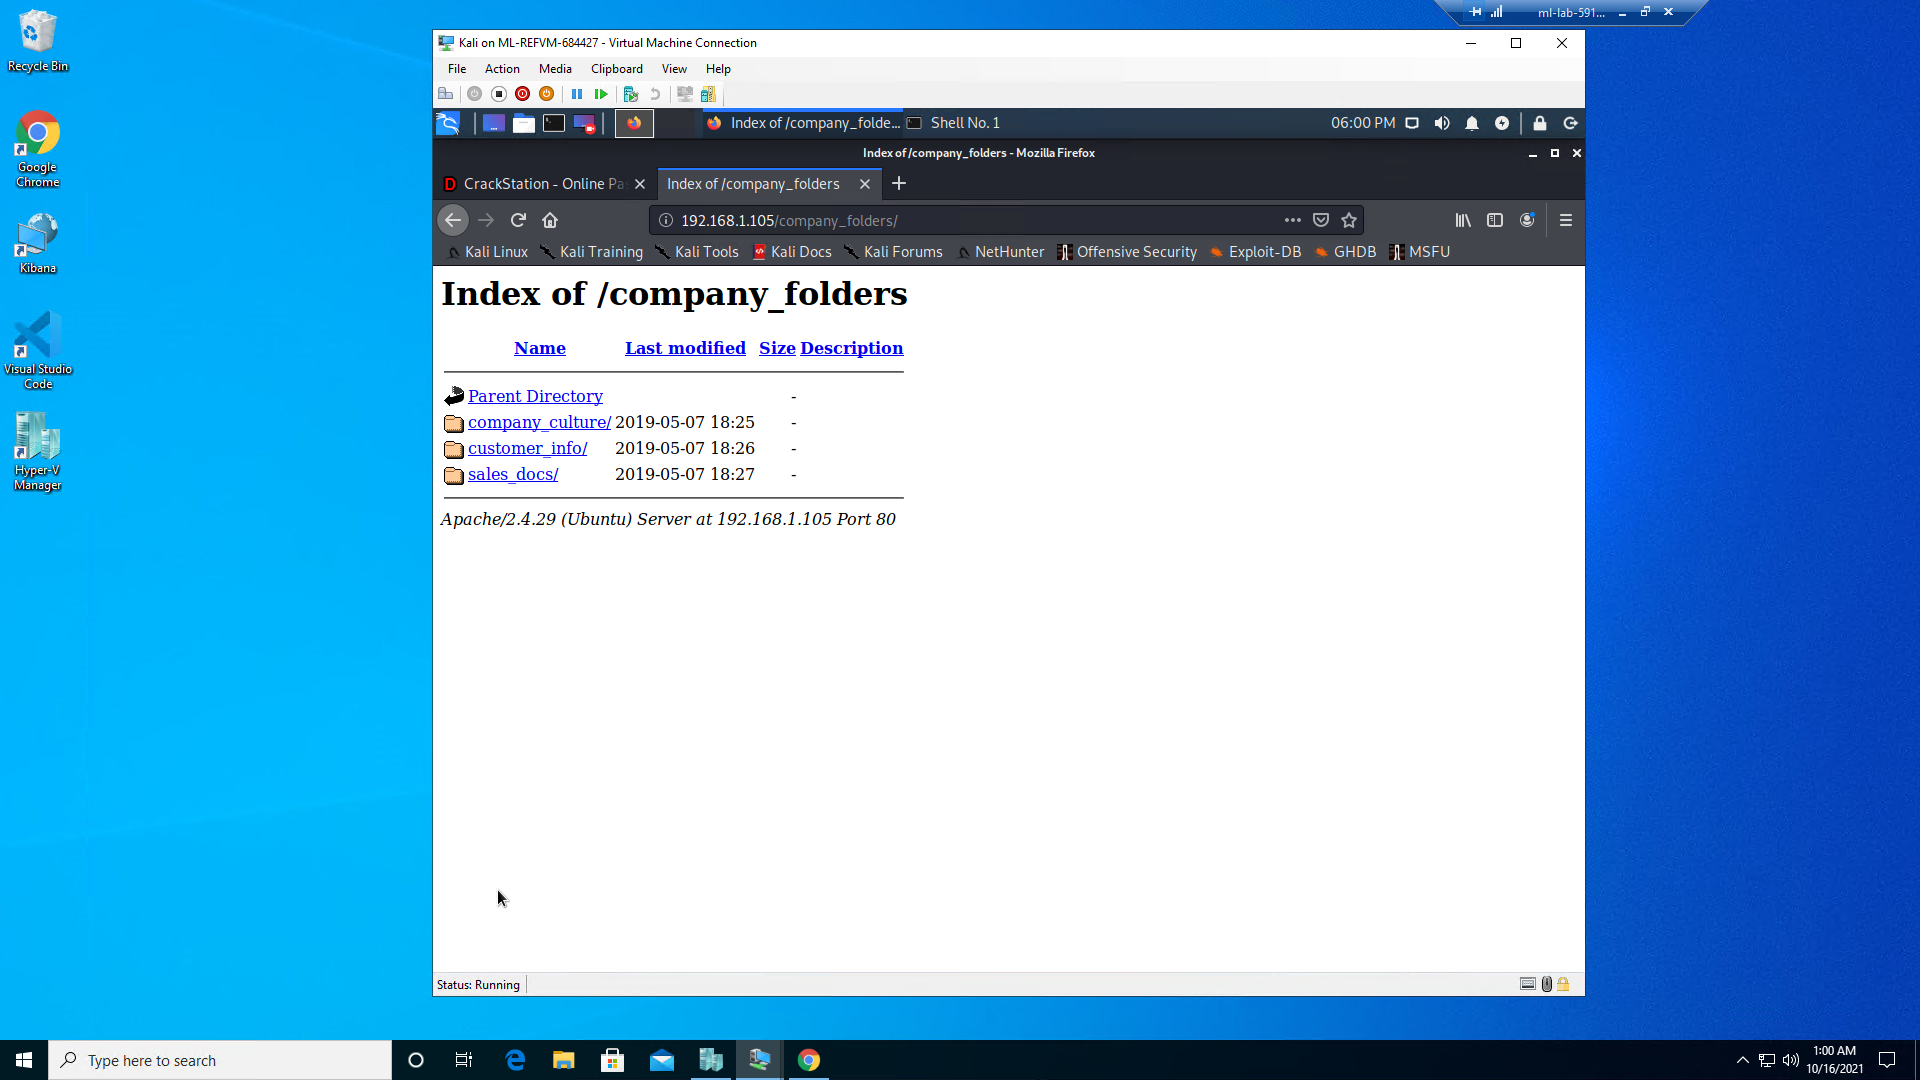 ml-lab-591...
Recycle Bin
Google
Chrome
Kibana
Visual Studio
Code
Hyper-V
Manager
Kali on ML-REFVM-684427 - Virtual Machine Connection
File Action Media Clipboard View Help
Index of /company_folde... Shell No. 1 06:00 PM
Index of /company_folders - Mozilla Firefox
CrackStation - Online Pa Index of /company_folders
192.168.1.105/company_folders/
Kali Linux Kali Training Kali Tools Kali Docs Kali Forums NetHunter Offensive Security Exploit-DB GHDB MSFU
Index of /company_folders
Name Last modified Size Description
Parent Directory -
company_culture/ 2019-05-07 18:25 -
customer_info/ 2019-05-07 18:26 -
sales_docs/ 2019-05-07 18:27 -
Apache/2.4.29 (Ubuntu) Server at 192.168.1.105 Port 80
Status: Running
Type here to search
1:00 AM
10/16/2021